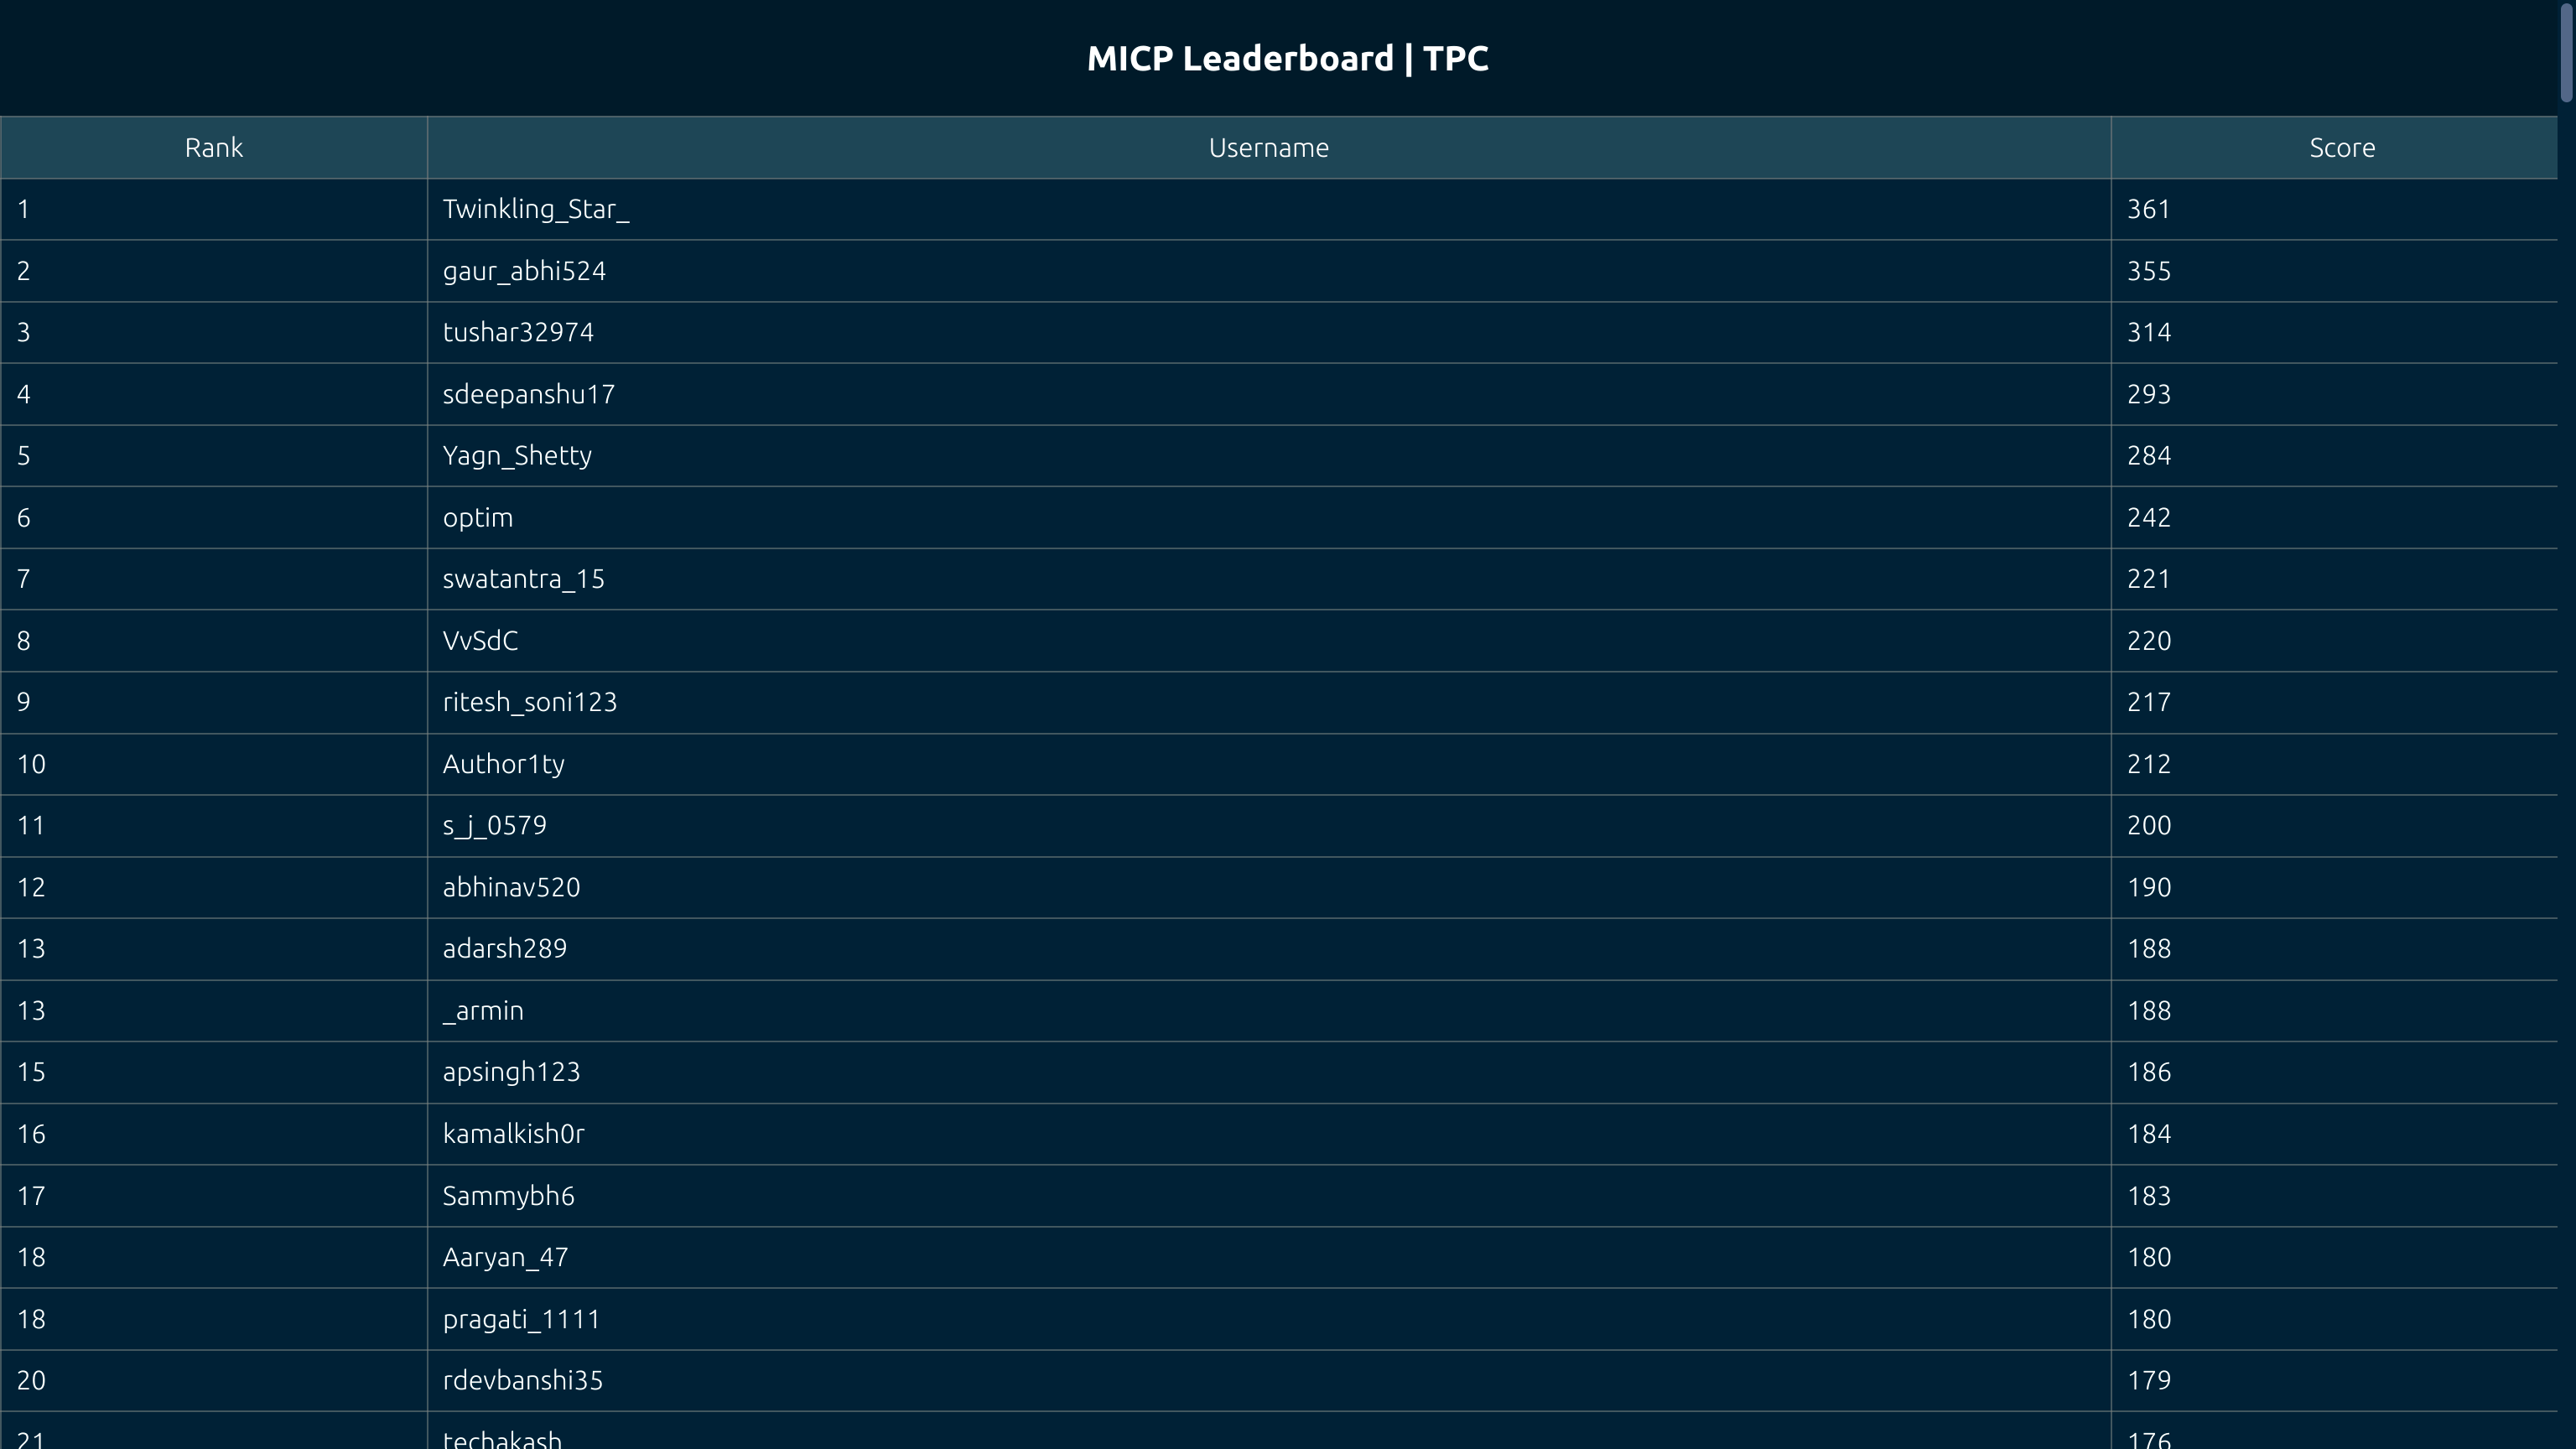 MICP Leaderboard | TPC
Rank Username Score
1 Twinkling_Star_ 361
2 gaur_abhi524 355
3 tushar32974 314
4 sdeepanshu17 293
5 Yagn_Shetty 284
6 optim 242
7 swatantra_15 221
8 VvSdC 220
9 ritesh_soni123 217
10 Author1ty 212
11 s_j_0579 200
12 abhinav520 190
13 adarsh289 188
13 _armin 188
15 apsingh123 186
16 kamalkish0r 184
17 Sammybh6 183
18 Aaryan_47 180
18 pragati_1111 180
20 rdevbanshi35 179
21 techakash 176